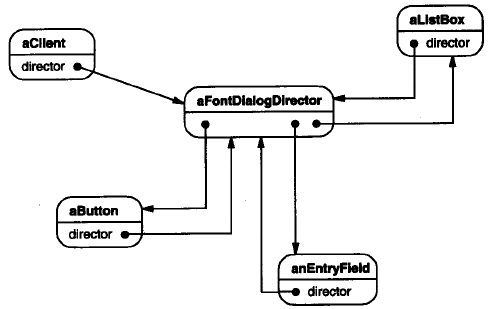 aListBox
director
aClient
director
aFontDialogDirector
aButton
director
anEntryField
director